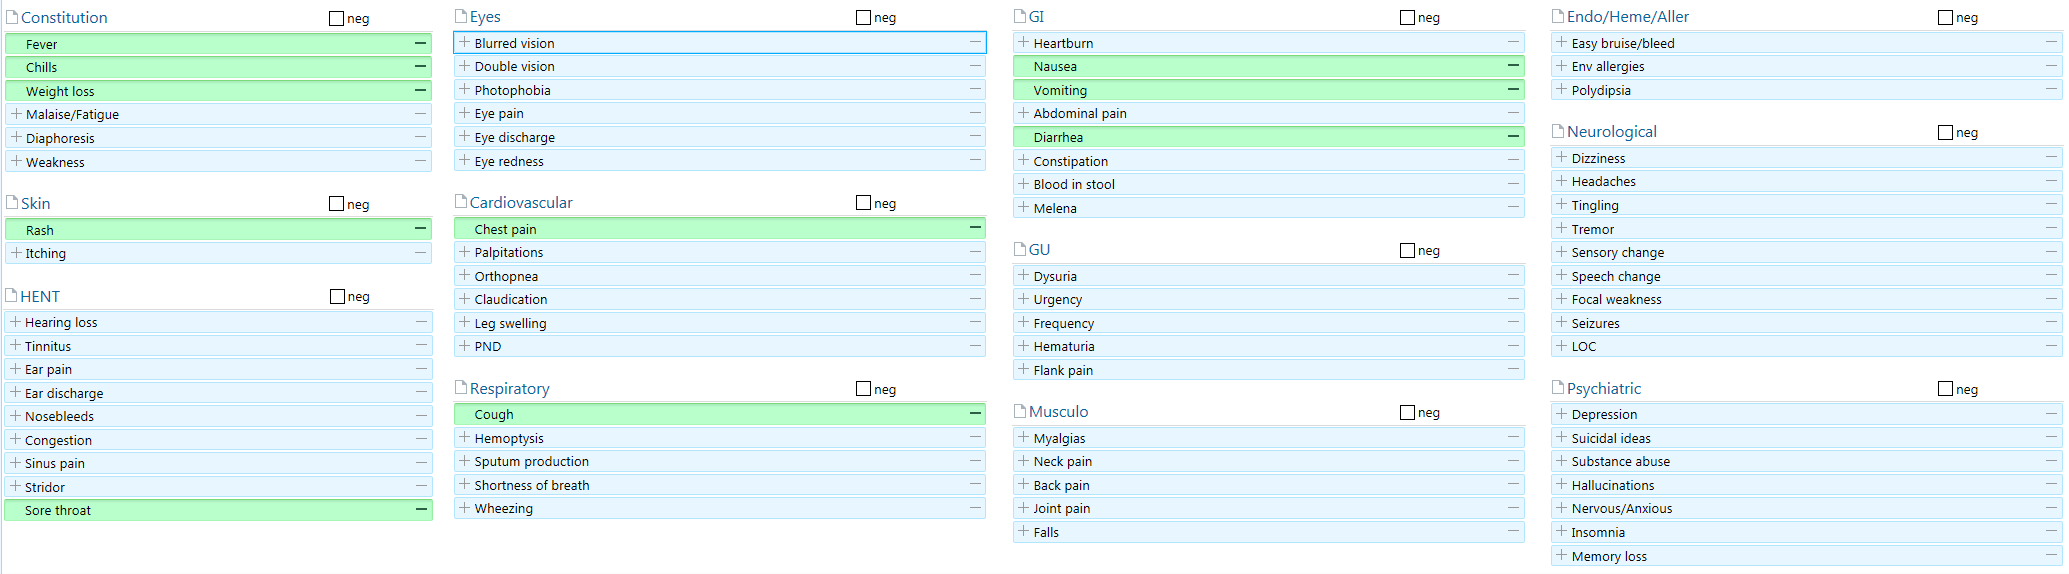 Constitution neg
Fever
Chills
Weight loss
Malaise/Fatigue
Diaphoresis
Weakness
Skin neg
Rash
Itching
HENT neg
Hearing loss
Tinnitus
Ear pain
Ear discharge
Nosebleeds
Congestion
Sinus pain
Stridor
Sore throat
Eyes neg
Blurred vision
Double vision
Photophobia
Eye pain
Eye discharge
Eye redness
Cardiovascular neg
Chest pain
Palpitations
Orthopnea
Claudication
Leg swelling
PND
Respiratory neg
Cough
Hemoptysis
Sputum production
Shortness of breath
Wheezing
GI neg
Heartburn
Nausea
Vomiting
Abdominal pain
Diarrhea
Constipation
Blood in stool
Melena
GU neg
Dysuria
Urgency
Frequency
Hematuria
Flank pain
Musculo neg
Myalgias
Neck pain
Back pain
Joint pain
Falls
Endo/Heme/Aller neg
Easy bruise/bleed
Env allergies
Polydipsia
Neurological neg
Dizziness
Headaches
Tingling
Tremor
Sensory change
Speech change
Focal weakness
Seizures
LOC
Psychiatric neg
Depression
Suicidal ideas
Substance abuse
Hallucinations
Nervous/Anxious
Insomnia
Memory loss